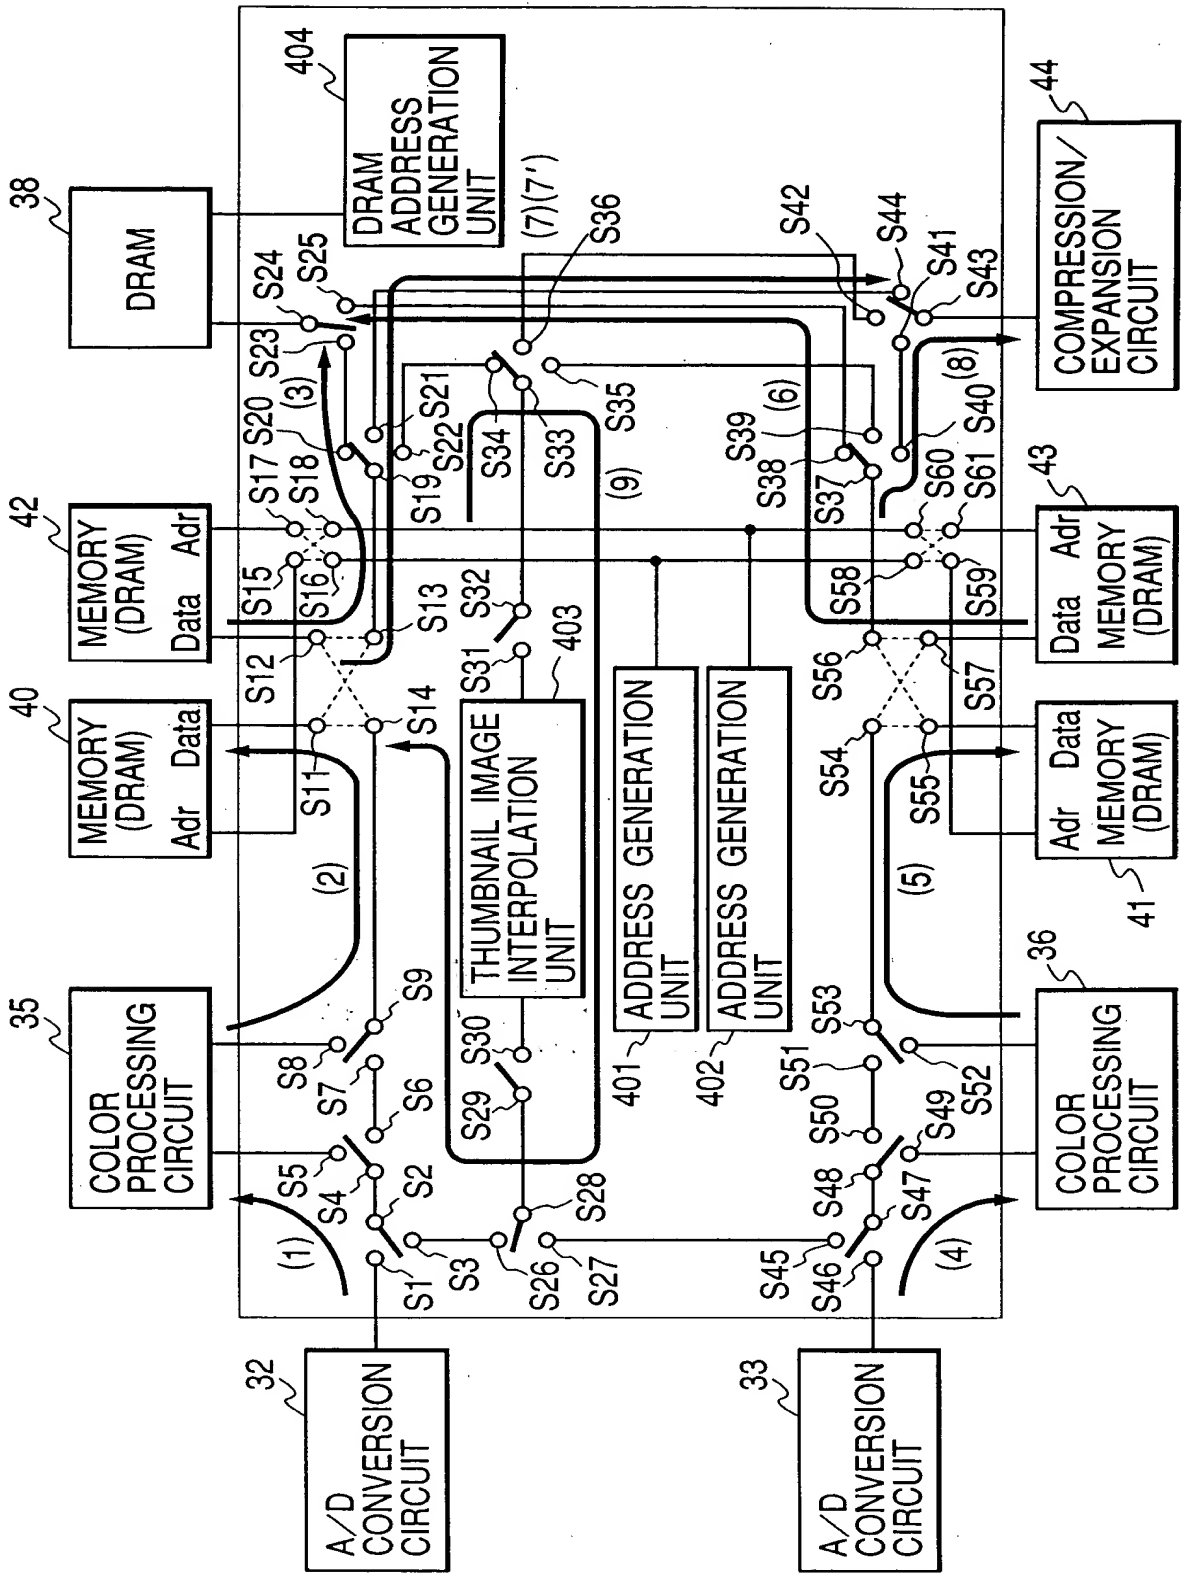 35
COLOR
PROCESSING
CIRCUIT
40
MEMORY
(DRAM)
Adr Data
42
MEMORY
(DRAM)
Data Adr
38
DRAM
404
DRAM
ADDRESS
GENERATION
UNIT
32
A/D
CONVERSION
CIRCUIT
33
A/D
CONVERSION
CIRCUIT
(1)
(2)
(3)
(4)
(5)
(6)
(7)(7')
(8)
(9)
S1
S2
S3
S4
S5
S6
S7
S8
S9
S11
S12
S13
S14
S15
S16
S17
S18
S19
S20
S21
S22
S23
S24
S25
S26
S27
S28
S29
S30
S31
S32
S33
S34
S35
S36
S37
S38
S39
S40
S41
S42
S43
S44
S45
S46
S47
S48
S49
S50
S51
S52
S53
S54
S55
S56
S57
S58
S59
S60
S61
403
THUMBNAIL IMAGE
INTERPOLATION
UNIT
401
ADDRESS GENERATION
UNIT
402
ADDRESS GENERATION
UNIT
36
COLOR
PROCESSING
CIRCUIT
41
Adr Data
MEMORY
(DRAM)
43
Data Adr
MEMORY
(DRAM)
44
COMPRESSION/
EXPANSION
CIRCUIT